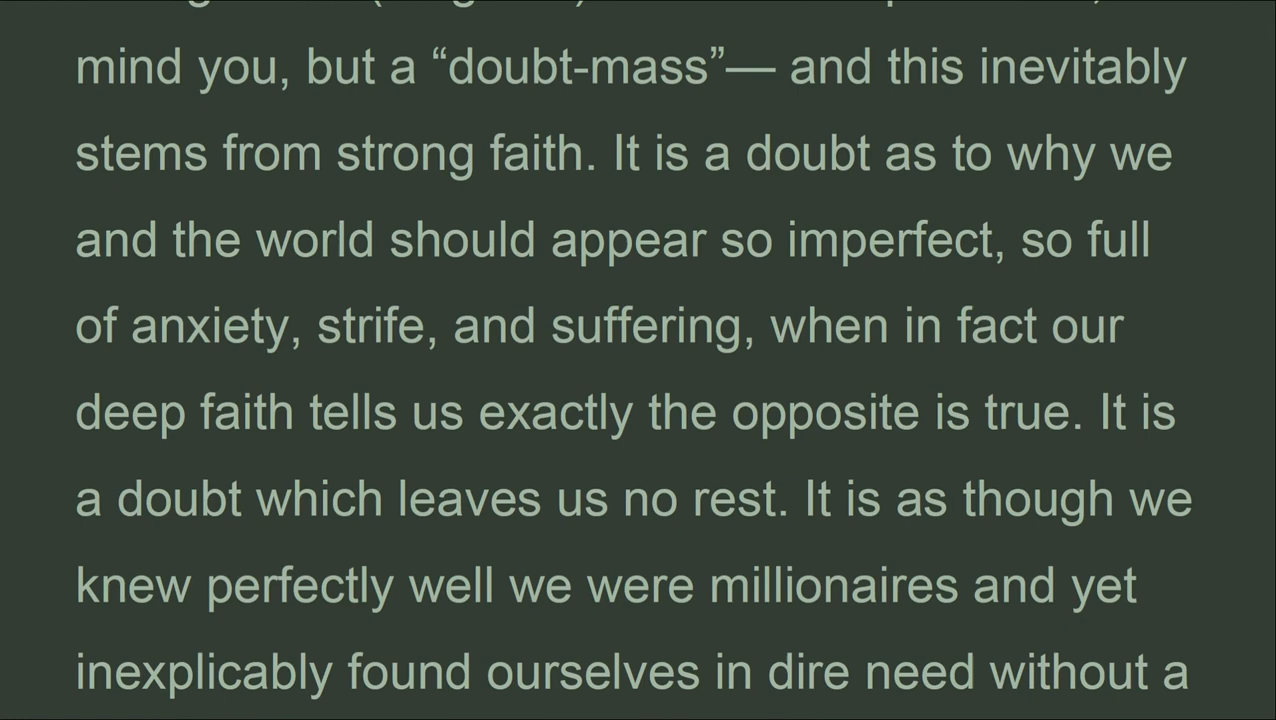 mind you, but a “doubt-mass”— and this inevitably
stems from strong faith. It is a doubt as to why we
and the world should appear so imperfect, so full
of anxiety, strife, and suffering, when in fact our
deep faith tells us exactly the opposite is true. It is
a doubt which leaves us no rest. It is as though we
knew perfectly well we were millionaires and yet
inexplicably found ourselves in dire need without a